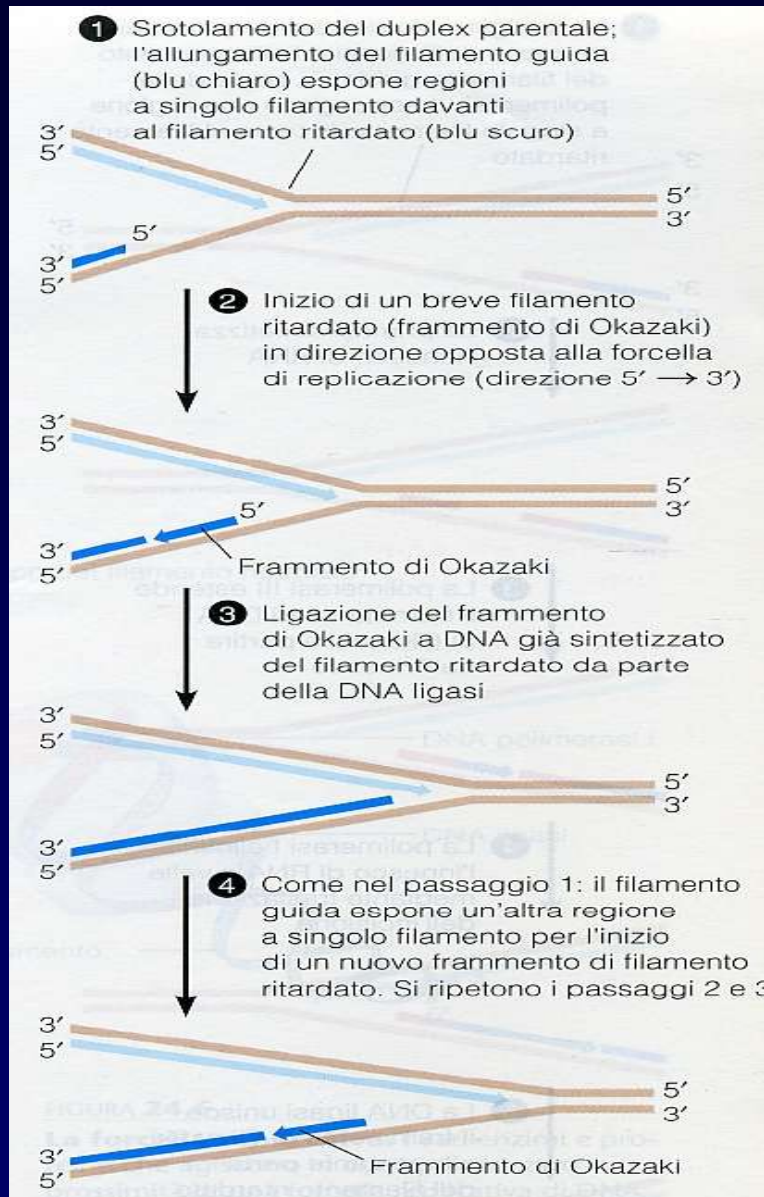 1 Srotolamento del duplex parentale;
l'allungamento del filamento guida
(blu chiaro) espone regioni
a singolo filamento davanti
al filamento ritardato (blu scuro)
3′
5′
5′
3′
5′
3′
5′
2 Inizio di un breve filamento
ritardato (frammento di Okazaki)
in direzione opposta alla forcella
di replicazione (direzione 5′ → 3′)
3′
5′
5′
3′
5′
3′
5′
Frammento di Okazaki
3 Ligazione del frammento
di Okazaki a DNA già sintetizzato
del filamento ritardato da parte
della DNA ligasi
3′
5′
5′
3′
3′
5′
4 Come nel passaggio 1: il filamento
guida espone un'altra regione
a singolo filamento per l'inizio
di un nuovo frammento di filamento
ritardato. Si ripetono i passaggi 2 e 3
3′
5′
5′
3′
3′
5′
Frammento di Okazaki